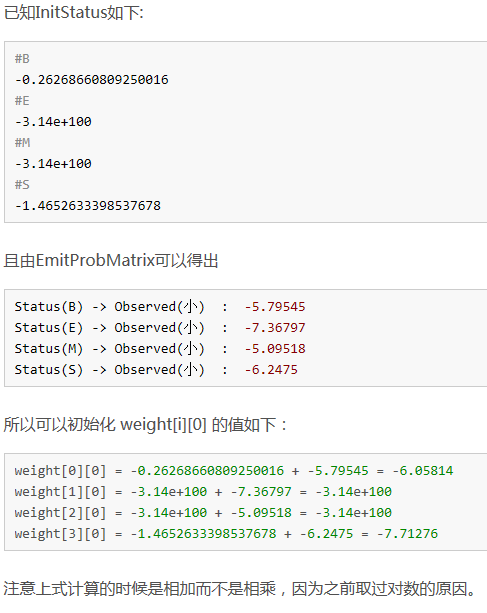 已知InitStatus如下:
#B
-0.26268660809250016
#E
-3.14e+100
#M
-3.14e+100
#S
-1.4652633398537678
且由EmitProbMatrix可以得出
Status(B) -> Observed(小)  :  -5.79545
Status(E) -> Observed(小)  :  -7.36797
Status(M) -> Observed(小)  :  -5.09518
Status(S) -> Observed(小)  :  -6.2475
所以可以初始化 weight[i][0] 的值如下：
weight[0][0] = -0.26268660809250016 + -5.79545 = -6.05814
weight[1][0] = -3.14e+100 + -7.36797 = -3.14e+100
weight[2][0] = -3.14e+100 + -5.09518 = -3.14e+100
weight[3][0] = -1.4652633398537678 + -6.2475 = -7.71276
注意上式计算的时候是相加而不是相乘，因为之前取过对数的原因。